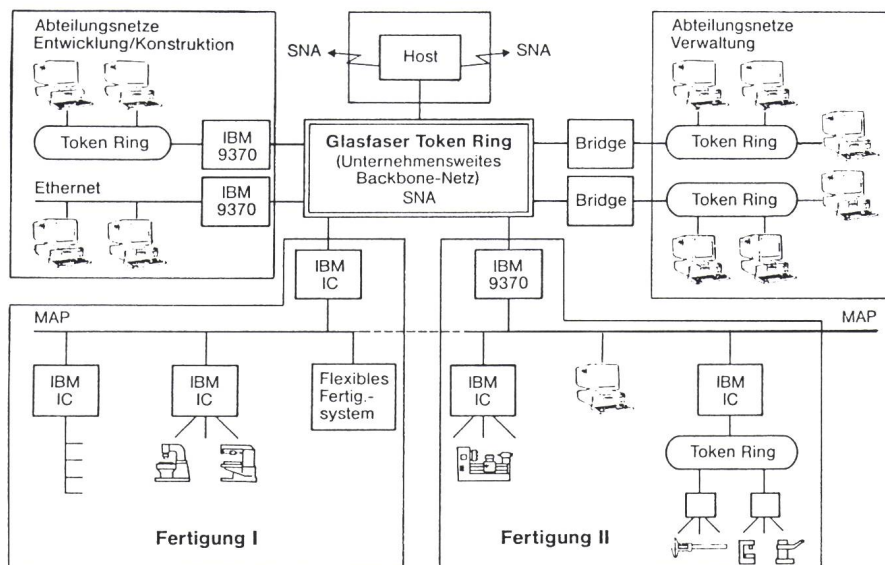 Abteilungsnetze
Entwicklung/Konstruktion
Token Ring
IBM
9370
Ethernet
IBM
9370
SNA
Host
SNA
Glasfaser Token Ring
(Unternehmensweites
Backbone-Netz)
SNA
Abteilungsnetze
Verwaltung
Bridge
Token Ring
Bridge
Token Ring
IBM
IC
IBM
9370
MAP
MAP
IBM
IC
IBM
IC
Flexibles
Fertig.-
system
IBM
IC
IBM
IC
Token Ring
Fertigung I
Fertigung II